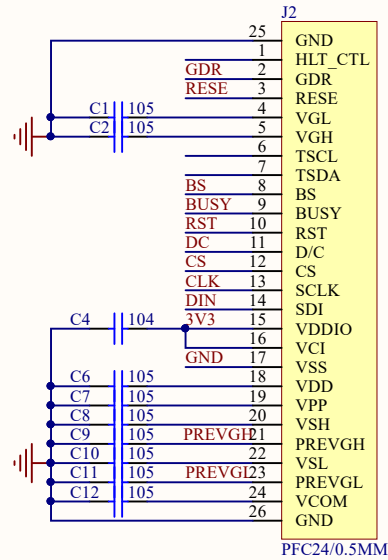 J2
25 GND
1 HLT_CTL
GDR 2 GDR
RESE 3 RESE
C1 105 4 VGL
C2 105 5 VGH
6 TSCL
7 TSDA
BS 8 BS
BUSY 9 BUSY
RST 10 RST
DC 11 D/C
CS 12 CS
CLK 13 SCLK
DIN 14 SDI
C4 104 3V3 15 VDDIO
16 VCI
GND 17 VSS
C6 105 18 VDD
C7 105 19 VPP
C8 105 20 VSH
C9 105 PREVGH 21 PREVGH
C10 105 22 VSL
C11 105 PREVGL 23 PREVGL
C12 105 24 VCOM
26 GND
PFC24/0.5MM